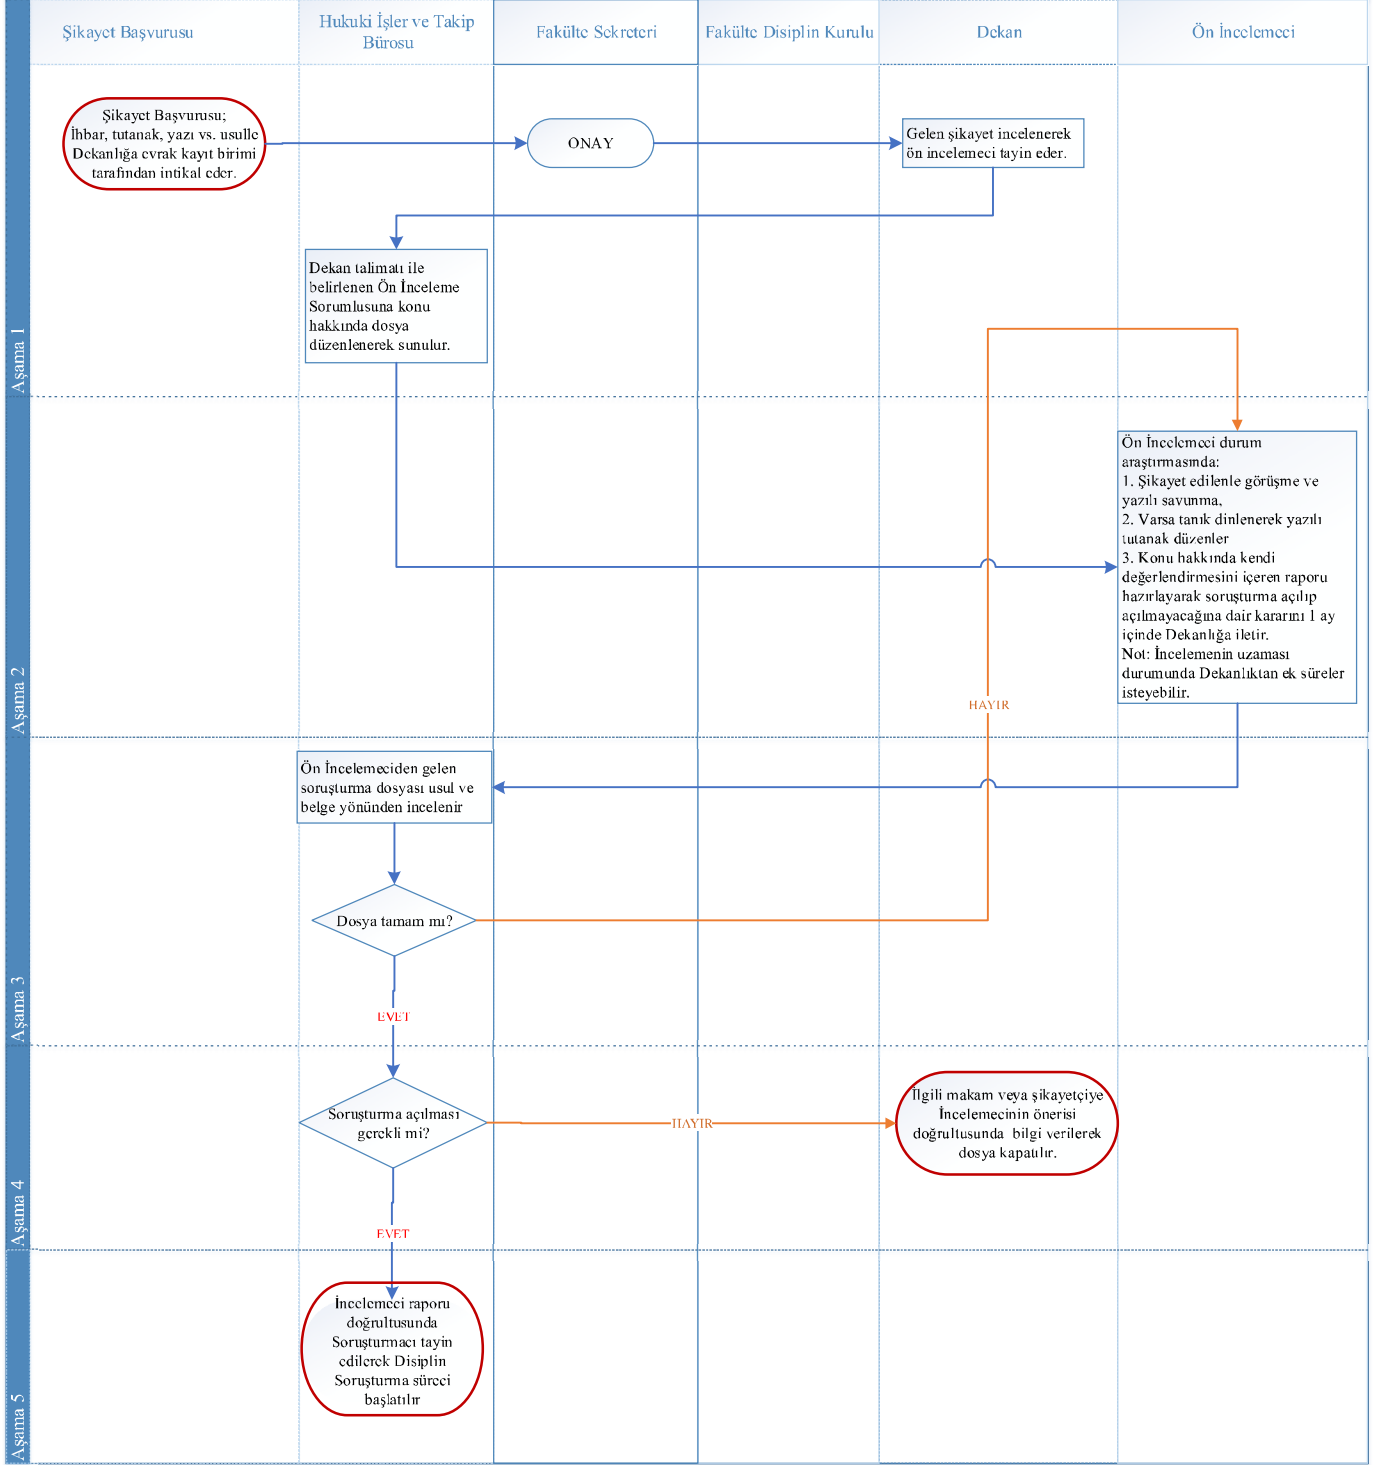 Şikayet Başvurusu
Hukuki İşler ve Takip
Bürosu
Fakülte Sekreteri
Fakülte Disiplin Kurulu
Dekan
Ön İncelemeci
Aşama 1
Şikayet Başvurusu;
İhbar, tutanak, yazı vs. usulle
Dekanlığa evrak kayıt birimi
tarafından intikal eder.
ONAY
Gelen şikayet incelenerek
ön incelemeci tayin eder.
Dekan talimatı ile
belirlenen Ön İnceleme
Sorumlusuna konu
hakkında dosya
düzenlenerek sunulur.
Aşama 2
Ön İncelemeci durum
araştırmasında:
1. Şikayet edilenle görüşme ve
yazılı savunma,
2. Varsa tanık dinlenerek yazılı
tutanak düzenler
3. Konu hakkında kendi
değerlendirmesini içeren raporu
hazırlayarak soruşturma açılıp
açılmayacağına dair kararını 1 ay
içinde Dekanlığa iletir.
Not: İncelemenin uzaması
durumunda Dekanlıktan ek süreler
isteyebilir.
HAYIR
Aşama 3
Ön İncelemeciden gelen
soruşturma dosyası usul ve
belge yönünden incelenir
Dosya tamam mı?
EVET
Aşama 4
Soruşturma açılması
gerekli mi?
HAYIR
İlgili makam veya şikayetçiye
İncelemecinin önerisi
doğrultusunda bilgi verilerek
dosya kapatılır.
EVET
Aşama 5
İncelemeci raporu
doğrultusunda
Soruşturmacı tayin
edilerek Disiplin
Soruşturma süreci
başlatılır